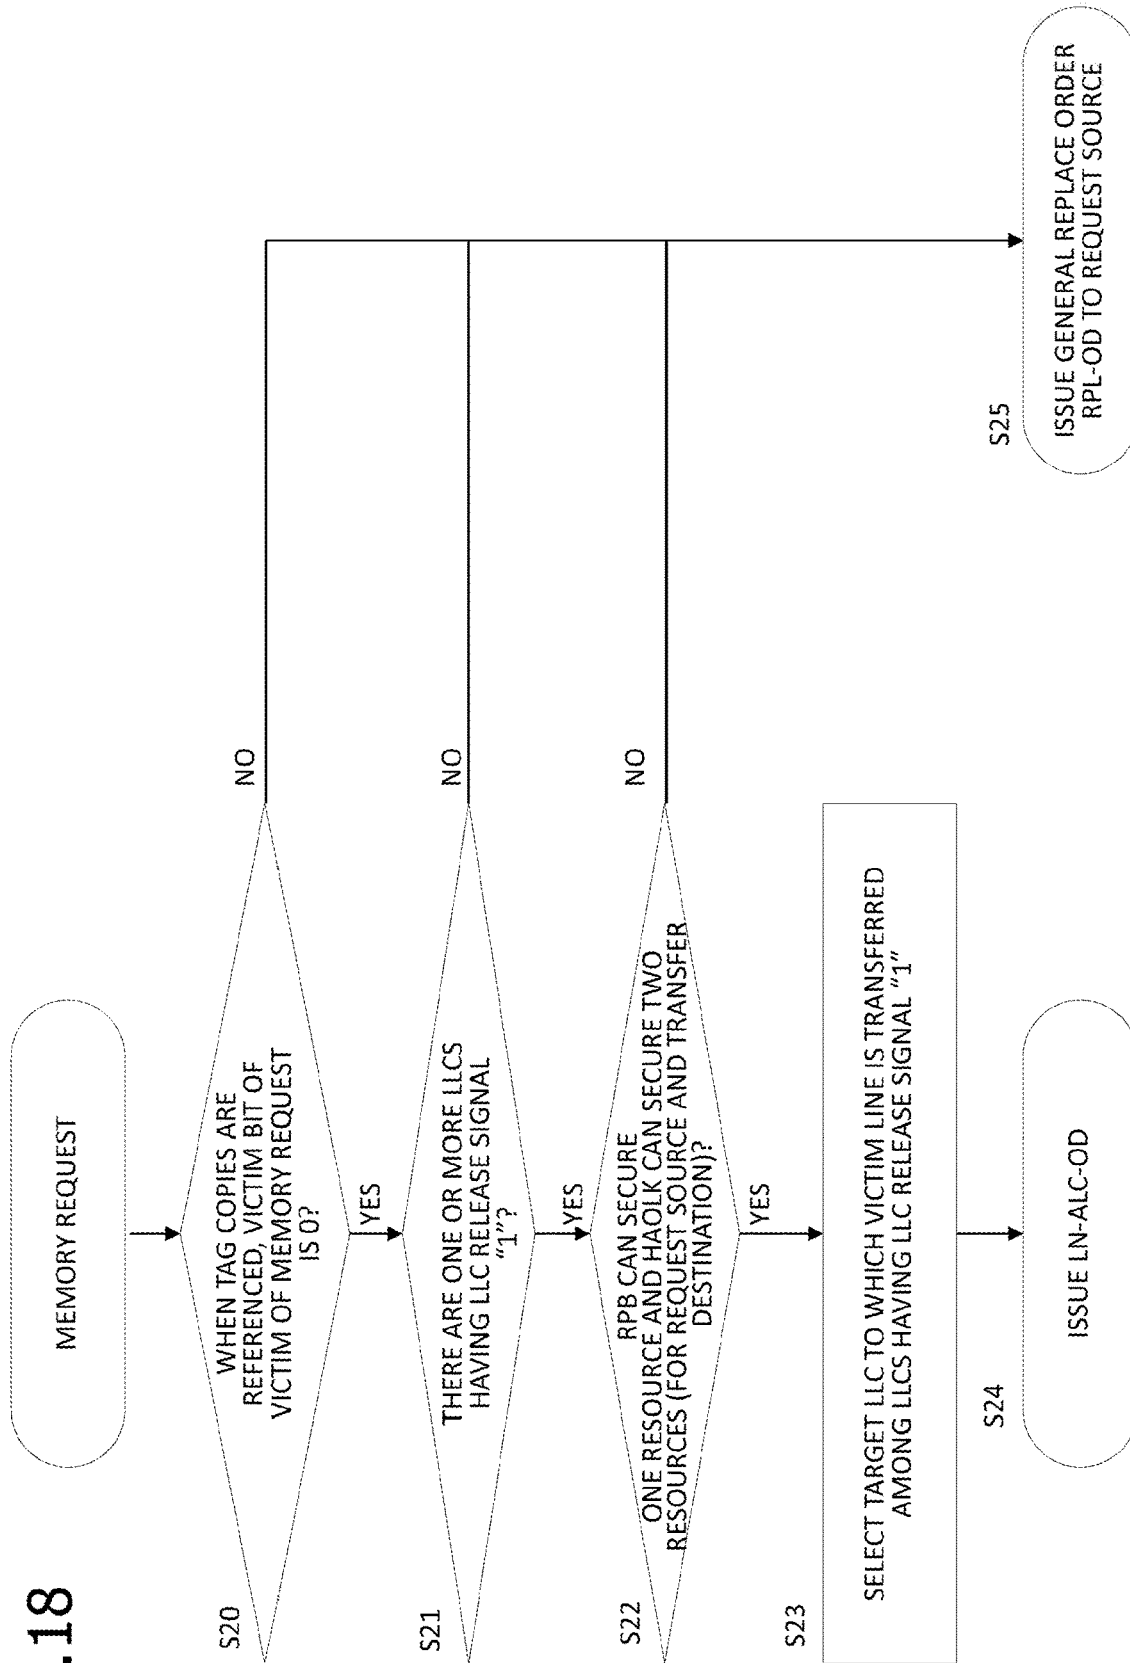 .18
MEMORY REQUEST
S20
WHEN TAG COPIES ARE
REFERENCED, VICTIM BIT OF
VICTIM OF MEMORY REQUEST
IS 0?
NO
YES
S21
THERE ARE ONE OR MORE LLCS
HAVING LLC RELEASE SIGNAL
“1”?
NO
YES
S22
RPB CAN SECURE
ONE RESOURCE AND HAOLK CAN SECURE TWO
RESOURCES (FOR REQUEST SOURCE AND TRANSFER
DESTINATION)?
NO
YES
S23
SELECT TARGET LLC TO WHICH VICTIM LINE IS TRANSFERRED
AMONG LLCS HAVING LLC RELEASE SIGNAL “1”
S24
ISSUE LN-ALC-OD
S25
ISSUE GENERAL REPLACE ORDER
RPL-OD TO REQUEST SOURCE